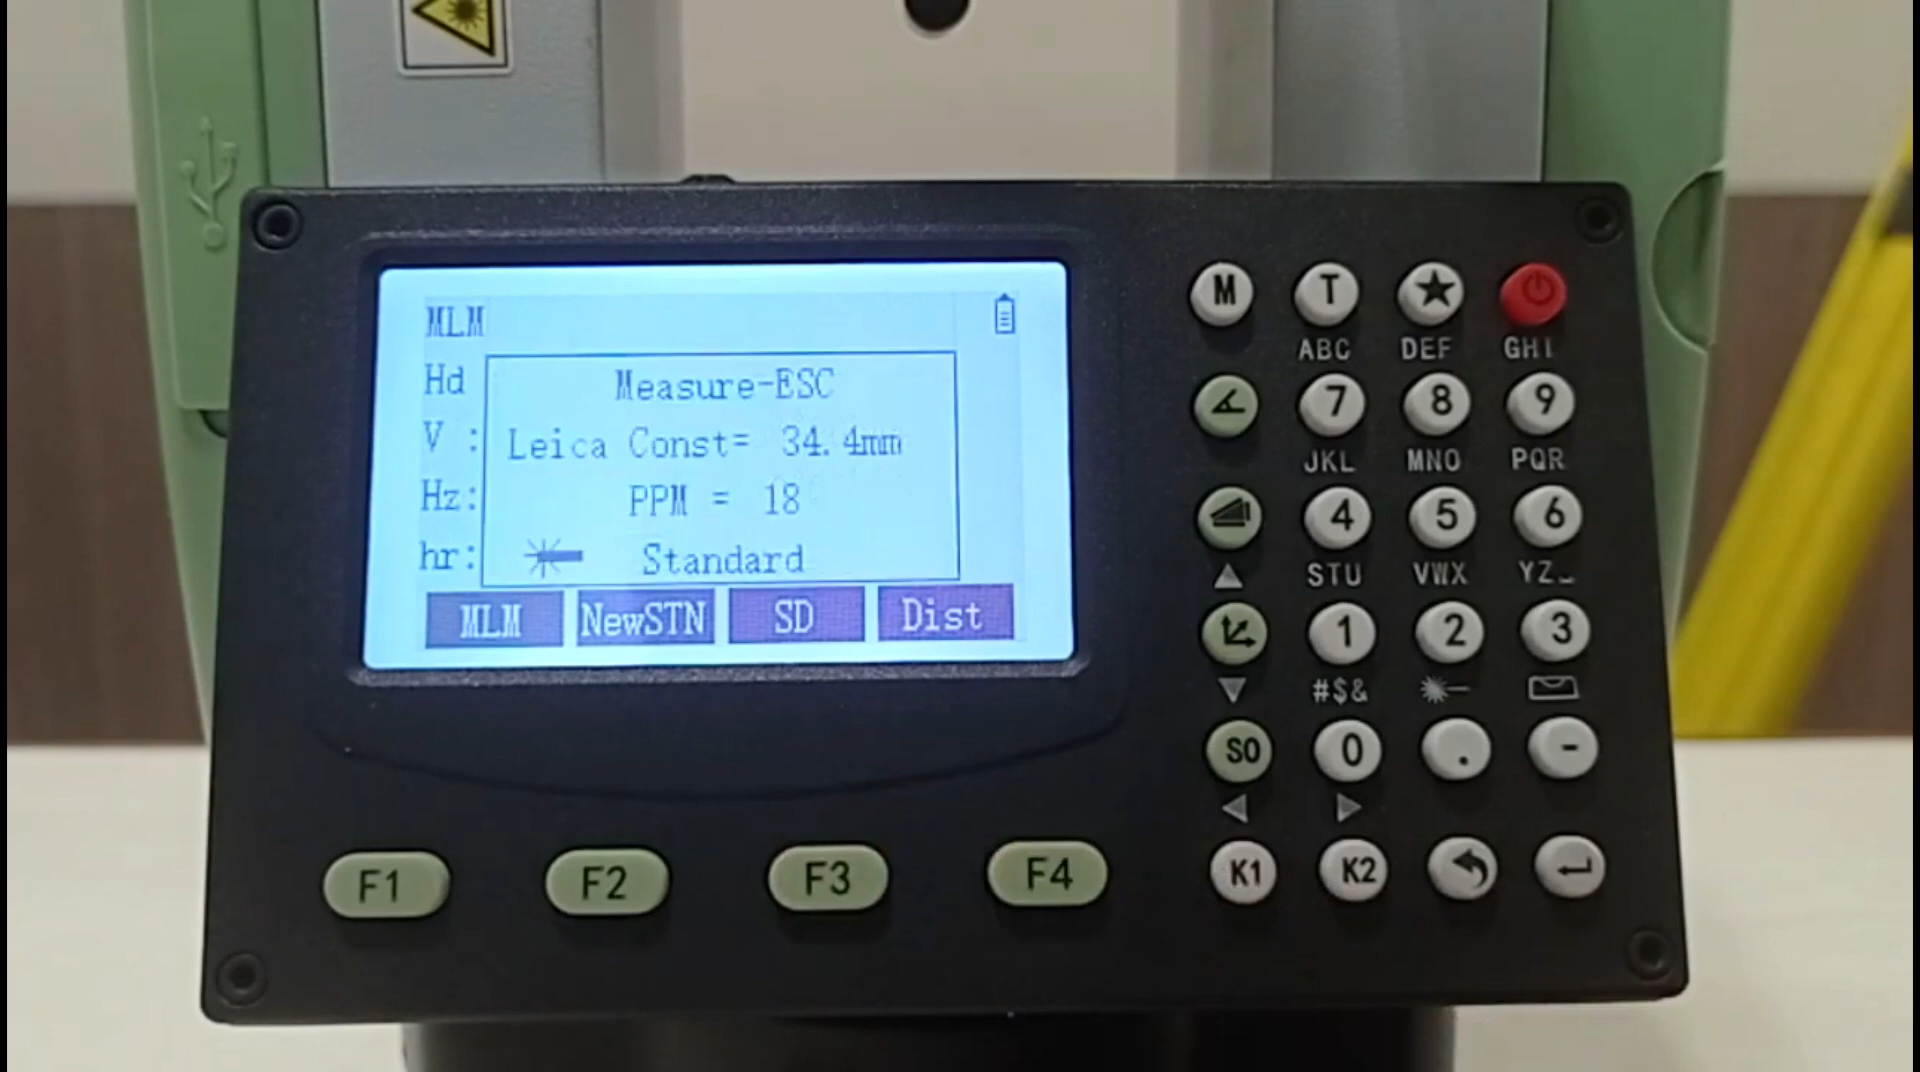 MLM
Hd
Measure-ESC
V :
Leica Const= 34.4mm
Hz:
PPM = 18
hr:
Standard
MLM NewSTN SD Dist
M T ★
ABC DEF GHI
7 8 9
JKL MNO PQR
4 5 6
STU VWX YZ_
1 2 3
#$&
S0 0 . -
F1 F2 F3 F4 K1 K2